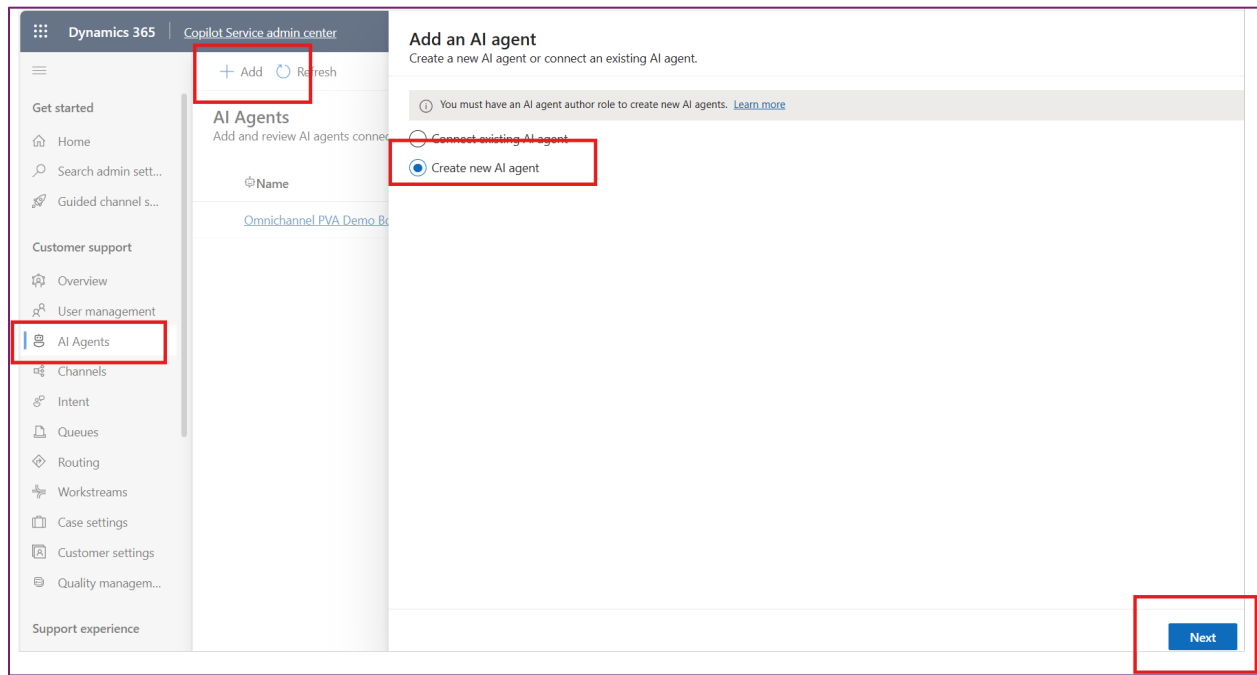 Dynamics 365
Copilot Service admin center
Add
Refresh
Get started
Home
Search admin sett...
Guided channel s...
Customer support
Overview
User management
AI Agents
Channels
Intent
Queues
Routing
Workstreams
Case settings
Customer settings
Quality managem...
Support experience
AI Agents
Add and review AI agents connec
Name
Omnichannel PVA Demo Bo
Add an AI agent
Create a new AI agent or connect an existing AI agent.
You must have an AI agent author role to create new AI agents. Learn more
Connect existing AI agent
Create new AI agent
Next